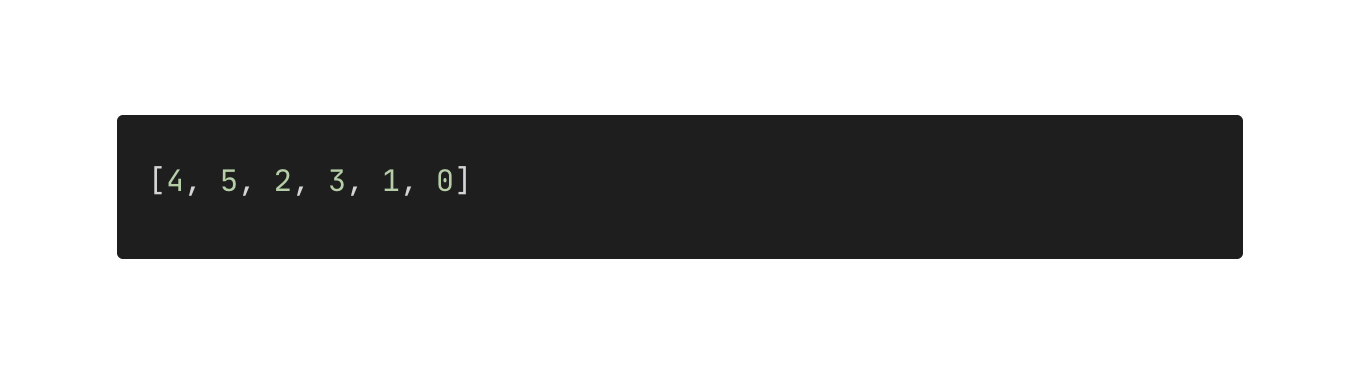 [4, 5, 2, 3, 1, 0]